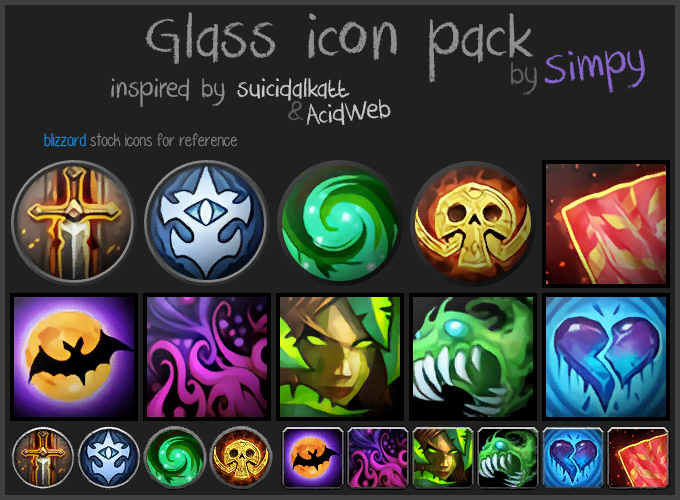 Glass icon pack
by simpy
inspired by suicidalkatt
& AcidWeb
blizzard stock icons for reference